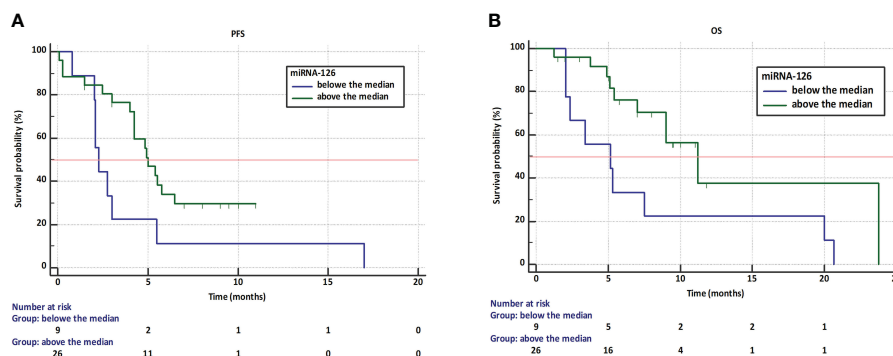 A
PFS
miRNA-126
belowe the median
above the median
Survival probability (%)
100
80
60
40
20
0
0 5 10 15 20
Time (months)
Number at risk
Group: belowe the median
9 2 1 1 0
Group: above the median
26 11 1 0 0
B
OS
miRNA-126
below the median
above the median
Survival probability (%)
100
80
60
40
20
0
0 5 10 15 20
Time (months)
Number at risk
Group: below the median
9 5 2 2 1
Group: above the median
26 16 4 1 1